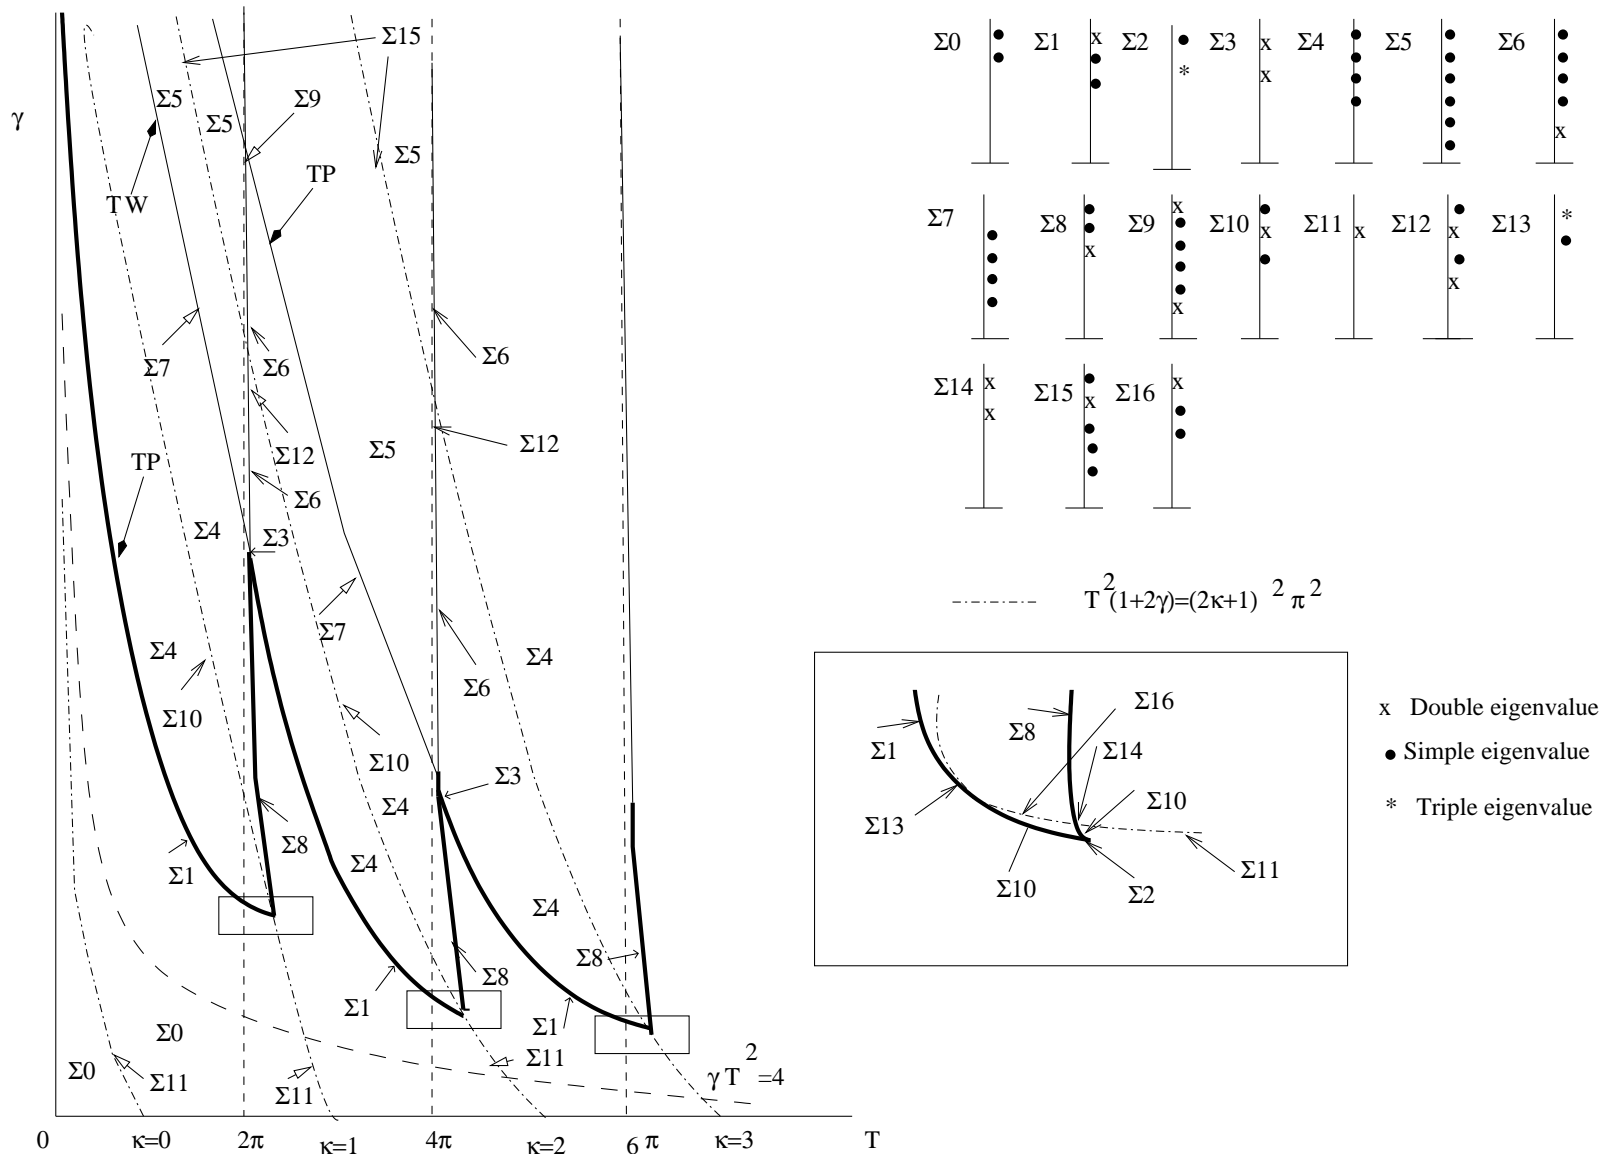 Σ15
Σ5
Σ9
γ
Σ5
Σ5
TP
TW
Σ7
Σ6
Σ6
Σ12
Σ5
Σ12
TP
Σ6
Σ4
Σ3
Σ7
Σ4
Σ4
Σ6
Σ10
Σ10
Σ3
Σ4
Σ8
Σ4
Σ1
Σ4
Σ8
Σ8
Σ1
Σ1
Σ0
Σ11
Σ0
Σ11
Σ11
γT²=4
0
κ=0
2π
κ=1
4π
κ=2
6π
κ=3
T
Σ0 Σ1 x Σ2 * Σ3 x x Σ4 Σ5 Σ6 x
Σ7 Σ8 x Σ9 x x Σ10 x Σ11 x Σ12 x x Σ13 *
Σ14 x x Σ15 x Σ16 x
T²(1+2γ)=(2κ+1)²π²
Σ16
Σ8
Σ1
Σ14
Σ10
Σ13
Σ11
Σ10
Σ2
x Double eigenvalue
● Simple eigenvalue
* Triple eigenvalue